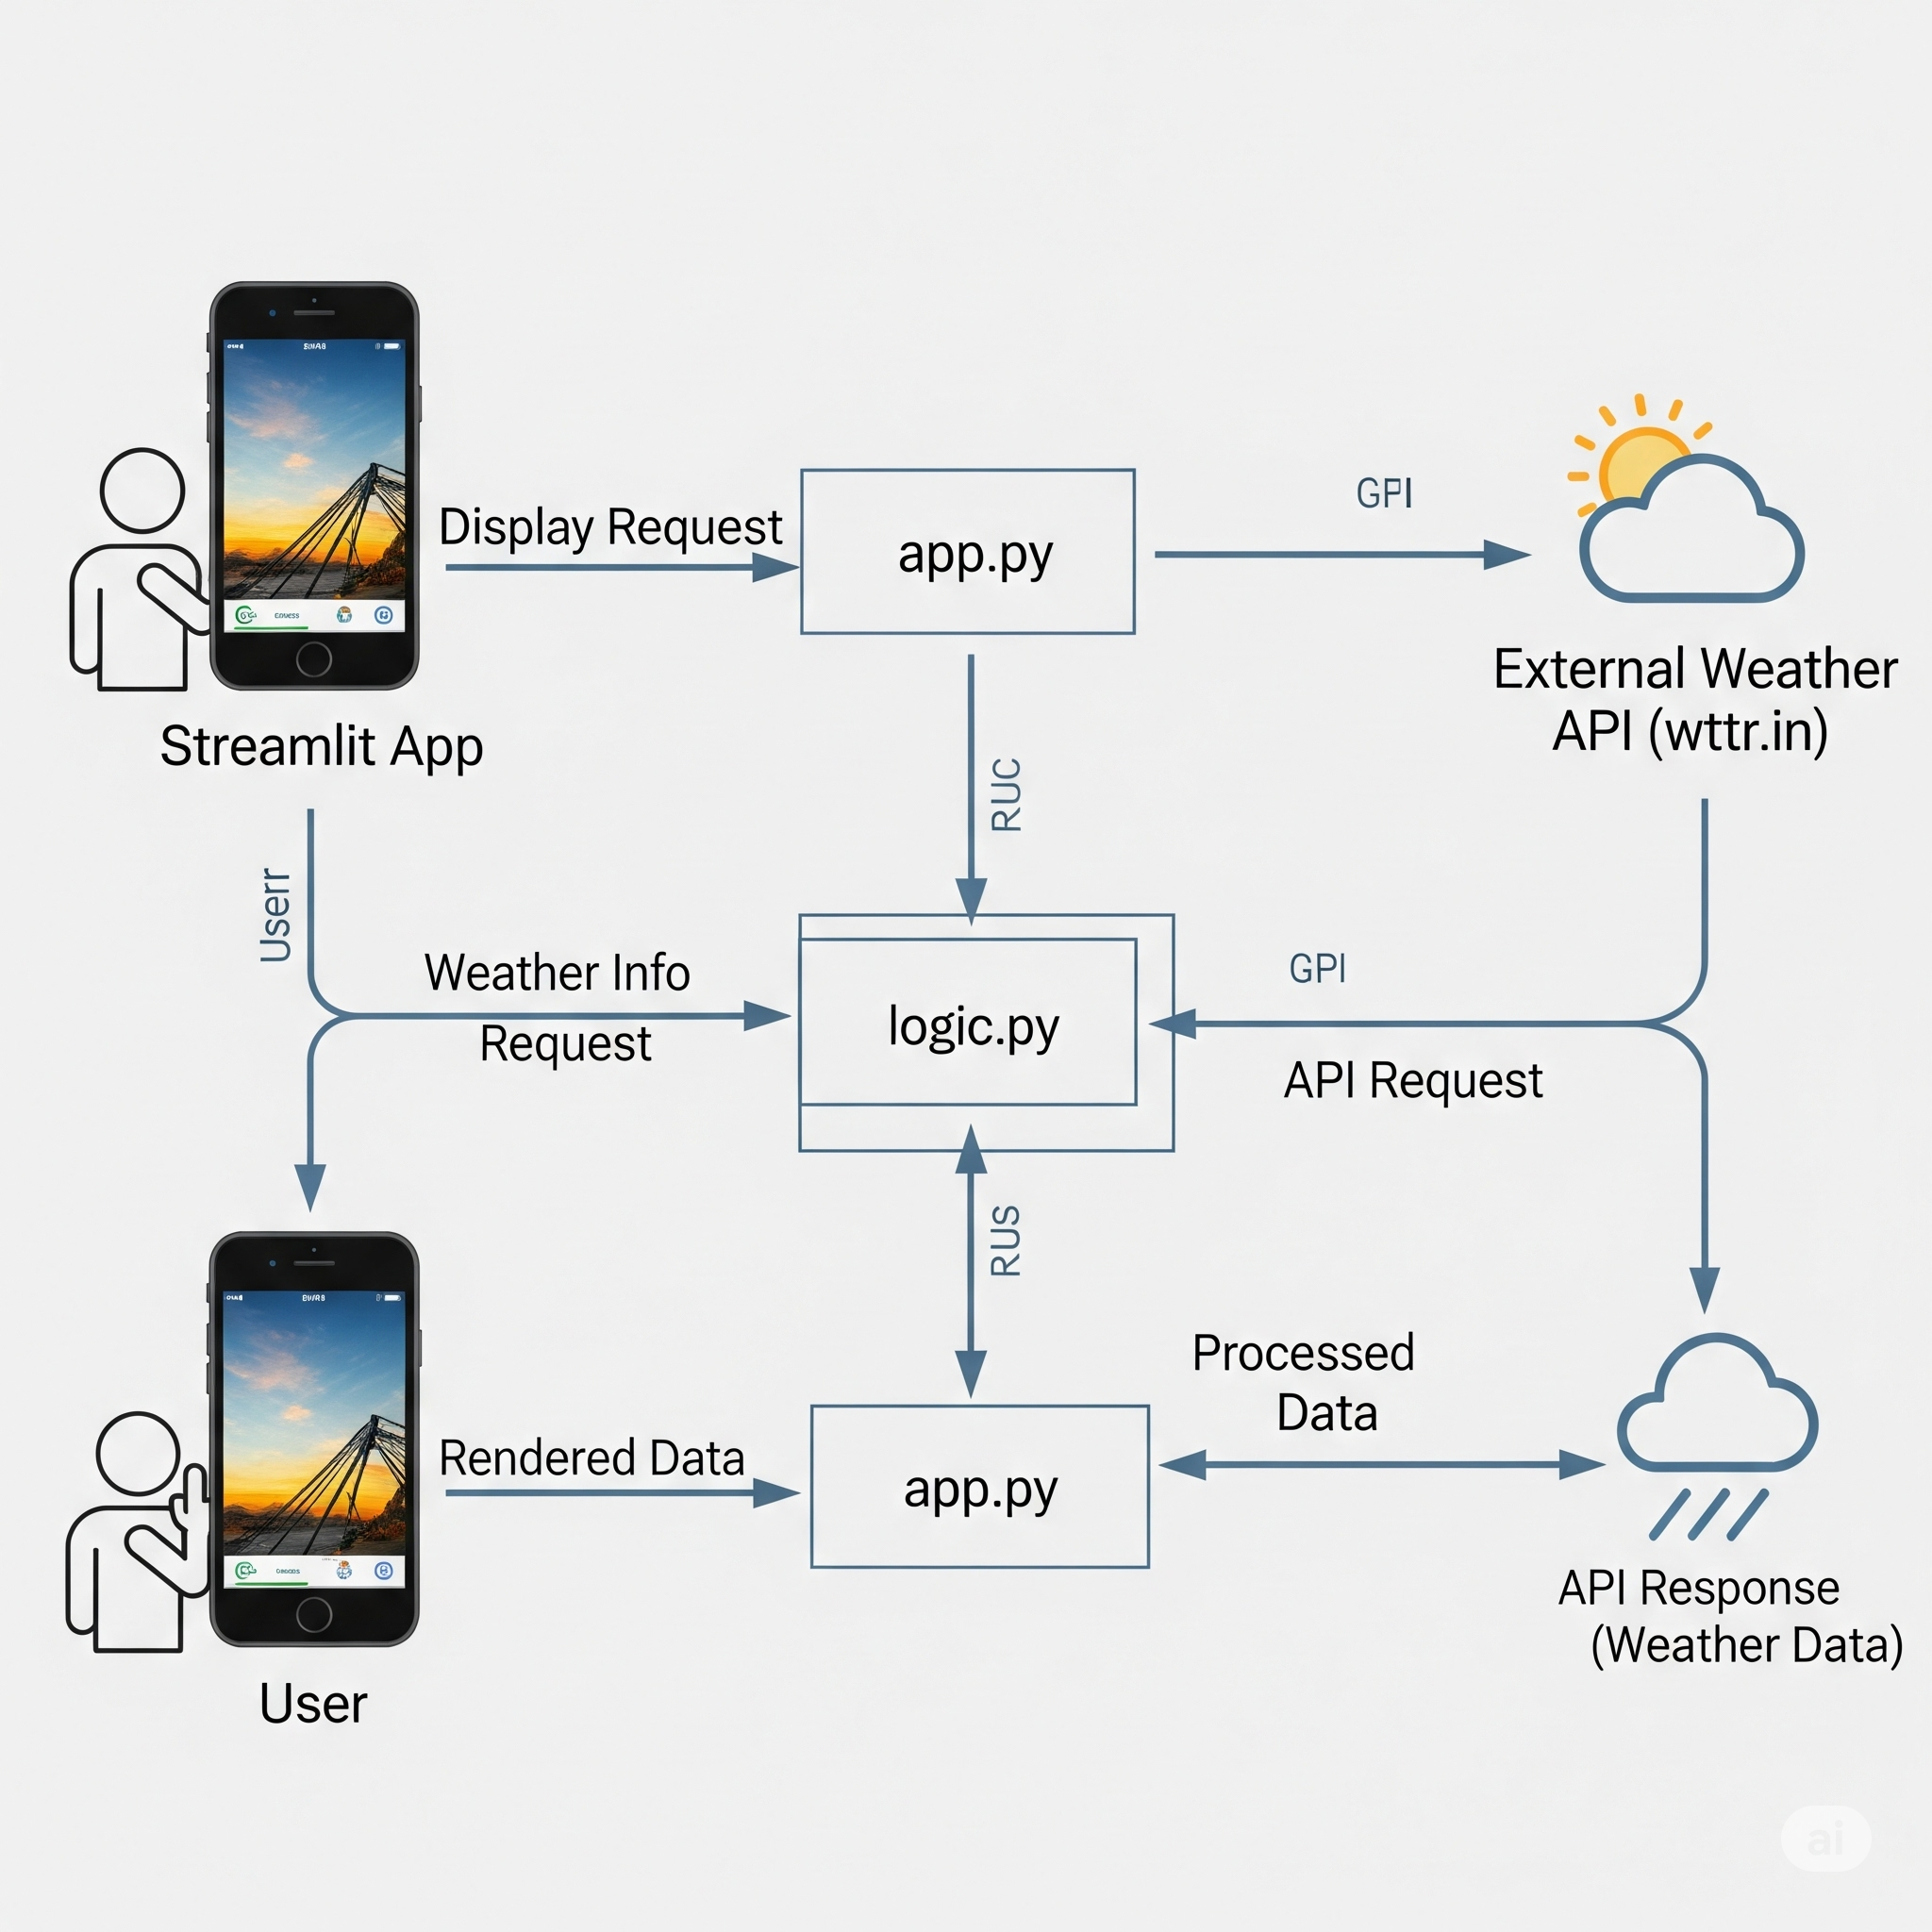 Display Request
app.py
GPI
External Weather
API (wttr.in)
Streamlit App
RUC
Userr
Weather Info
Request
logic.py
GPI
API Request
RUS
Processed
Data
Rendered Data
app.py
API Response
(Weather Data)
User
ai